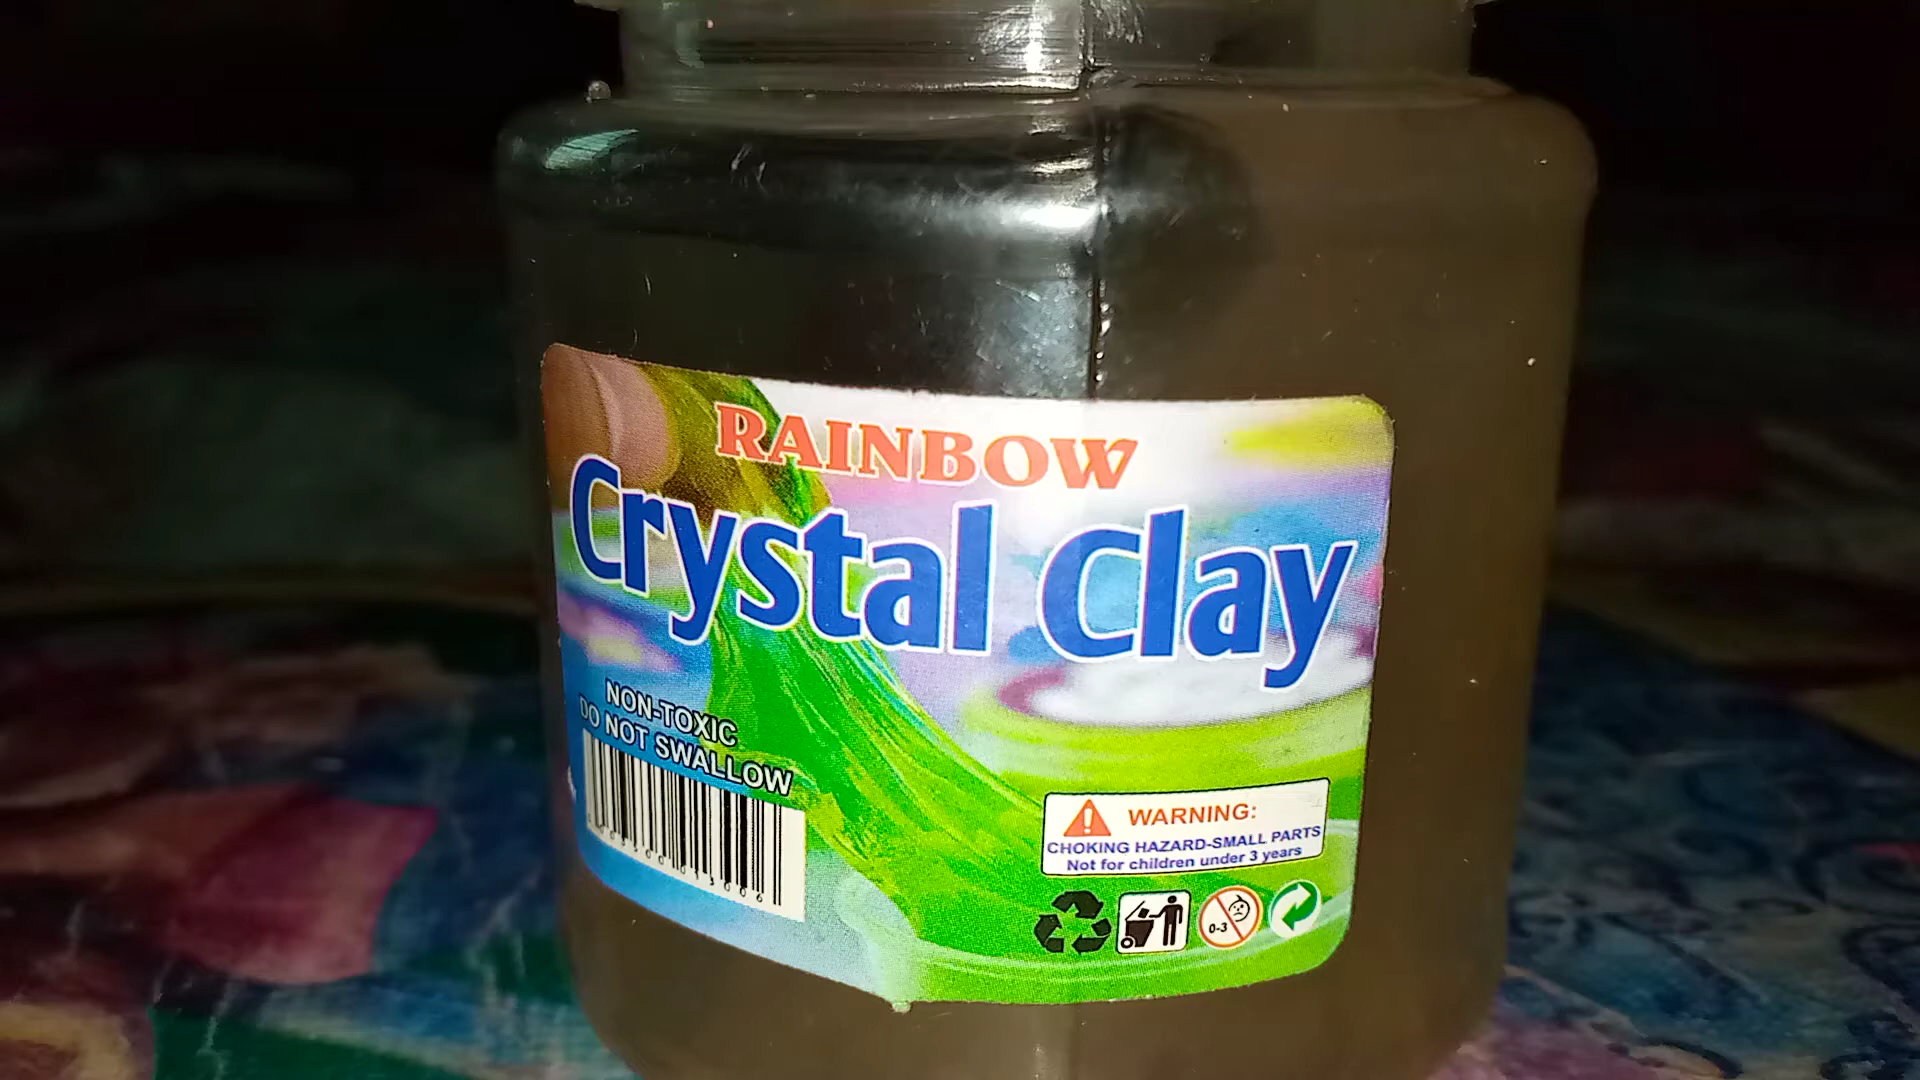 RAINBOW
Crystal Clay
NON-TOXIC
DO NOT SWALLOW
WARNING:
CHOKING HAZARD-SMALL PARTS
Not for children under 3 years
0-3